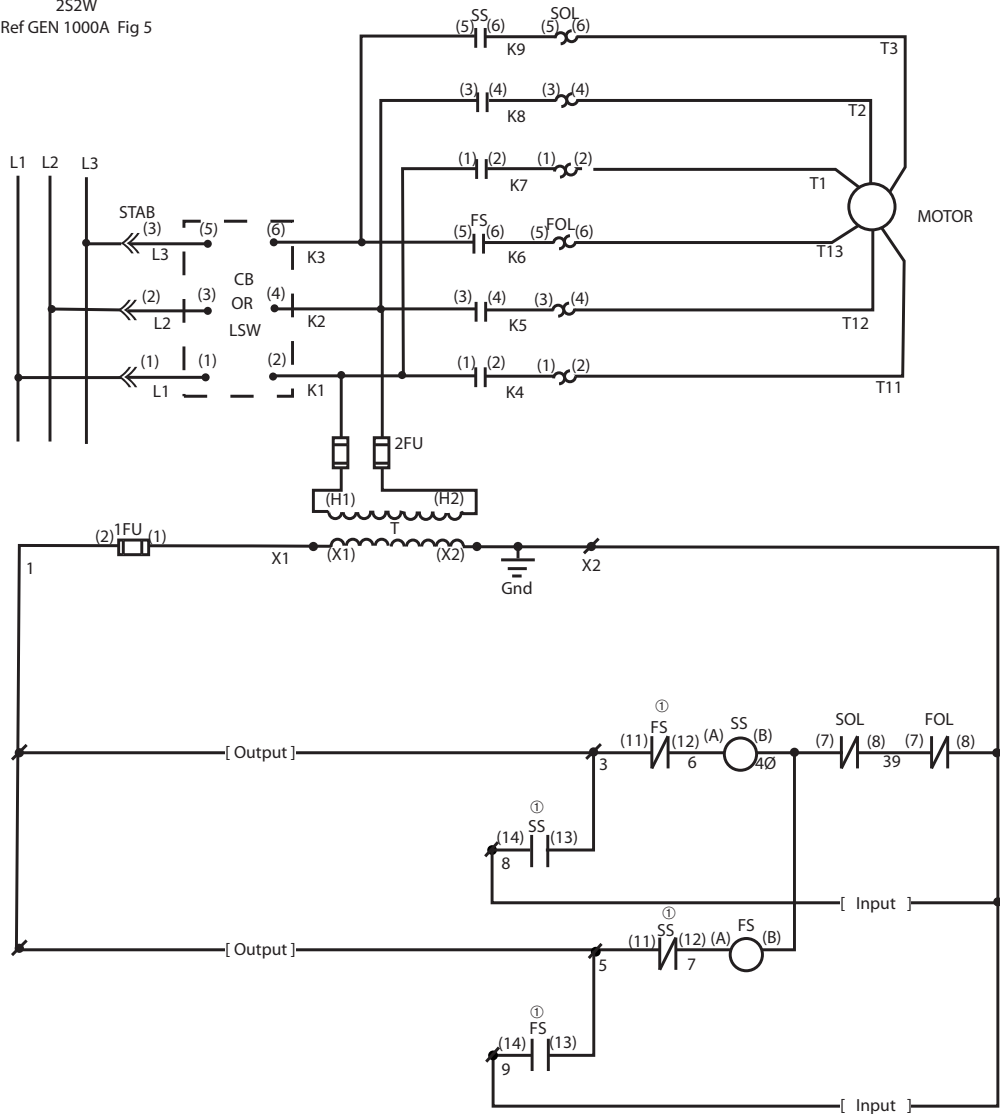 2S2W
Ref GEN 1000A Fig 5
SS
(5) (6)
K9
SOL
(5) (6)
T3
(3) (4)
K8
(3) (4)
T2
L1 L2 L3
(1) (2)
K7
(1) (2)
T1
MOTOR
STAB
(3)
L3
(5)
(6)
K3
FS
(5) (6)
K6
FOL
(5) (6)
T13
(2)
L2
(3)
CB
OR
LSW
(4)
K2
(3) (4)
K5
(3) (4)
T12
(1)
L1
(1)
(2)
K1
(1) (2)
K4
(1) (2)
T11
2FU
(H1) (H2)
T
1
(2) 1FU (1)
X1
(X1) (X2)
Gnd
X2
[ Output ]
3
①
FS
(11) (12)
6
SS
(A) (B)
4Ø
SOL
(7) (8)
39
FOL
(7) (8)
①
SS
(14) (13)
8
[ Input ]
[ Output ]
5
①
SS
(11) (12)
7
FS
(A) (B)
①
FS
(14) (13)
9
[ Input ]